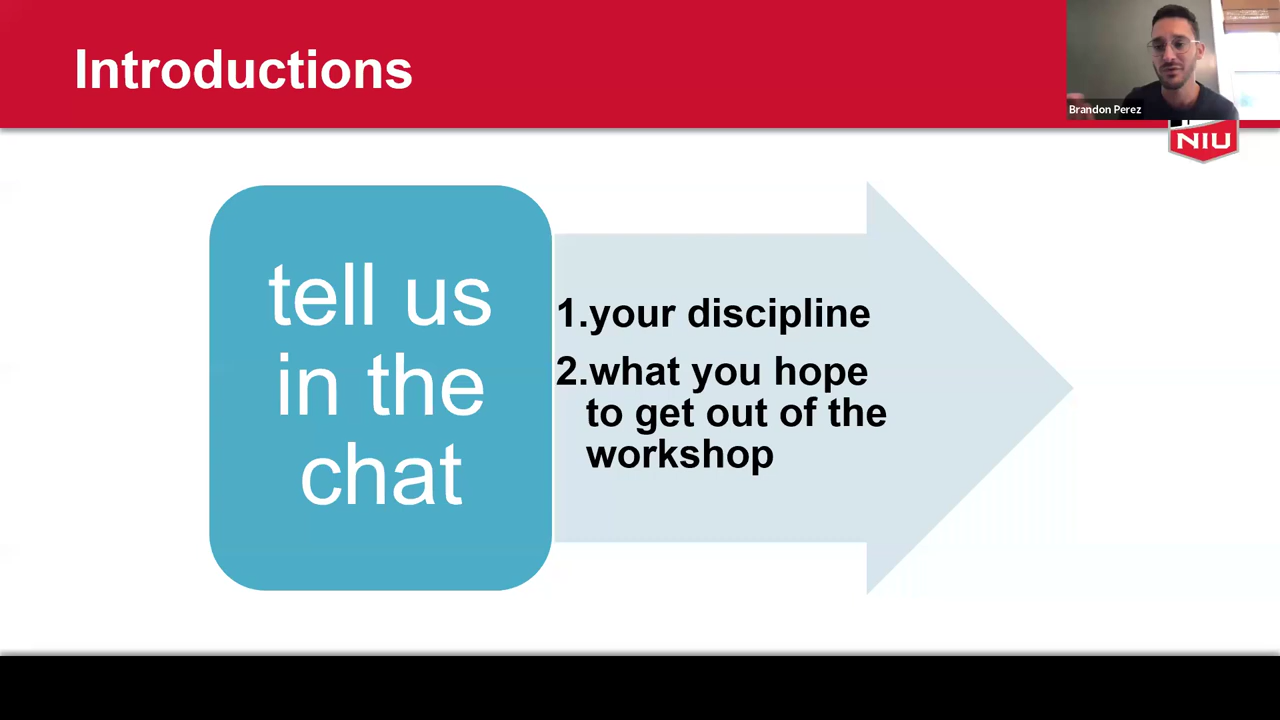 Introductions
Brandon Perez
NIU
tell us
in the
chat
1.your discipline
2.what you hope
to get out of the
workshop